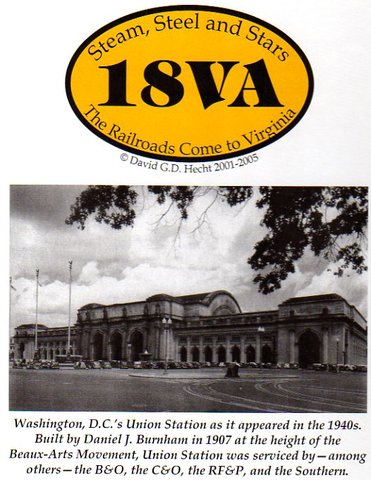 Steam, Steel and Stars
18VA
The Railroads Come to Virginia
© David G.D. Hecht 2001-2005
Washington, D.C.'s Union Station as it appeared in the 1940s.
Built by Daniel J. Burnham in 1907 at the height of the
Beaux-Arts Movement, Union Station was serviced by—among
others—the B&O, the C&O, the RF&P, and the Southern.